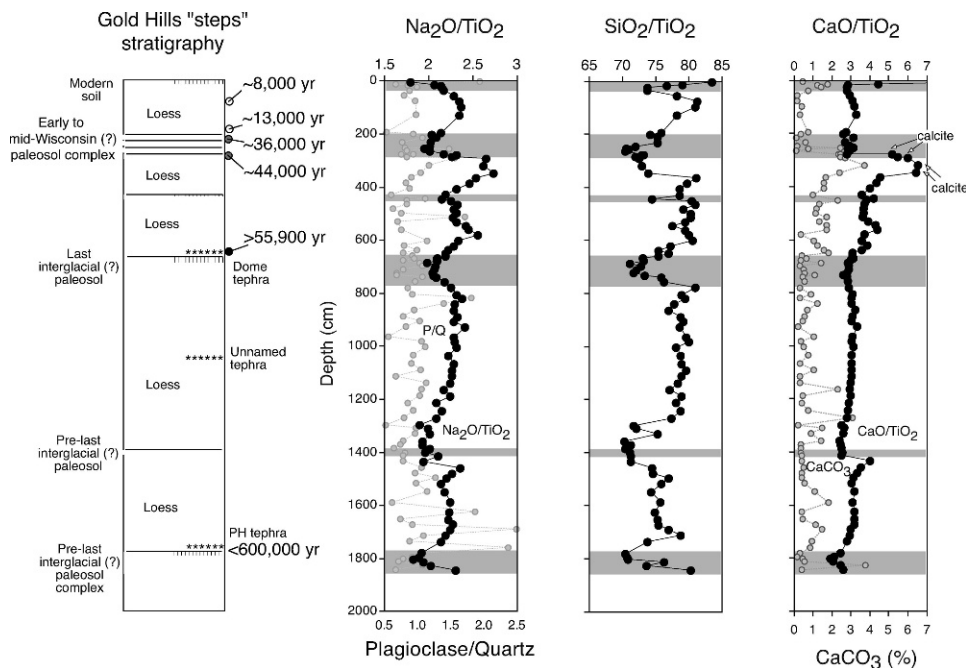 Gold Hills "steps"
stratigraphy
Modern
soil
Early to
mid-Wisconsin (?)
paleosol complex
Last
interglacial (?)
paleosol
Pre-last
interglacial (?)
paleosol
Pre-last
interglacial (?)
paleosol
complex
Loess
Loess
Loess
Loess
Loess
~8,000 yr
~13,000 yr
~36,000 yr
~44,000 yr
>55,900 yr
******
Dome
tephra
Unnamed
tephra
******
PH tephra
******
<600,000 yr
Na2O/TiO2
1.5 2 2.5 3
Depth (cm)
0
200
400
600
800
1000
1200
1400
1600
1800
2000
P/Q
Na2O/TiO2
0.5 1.0 1.5 2.0 2.5
Plagioclase/Quartz
SiO2/TiO2
65 70 75 80 85
CaO/TiO2
0 1 2 3 4 5 6 7
calcite
calcite
CaO/TiO2
CaCO3
0 1 2 3 4 5 6 7
CaCO3 (%)